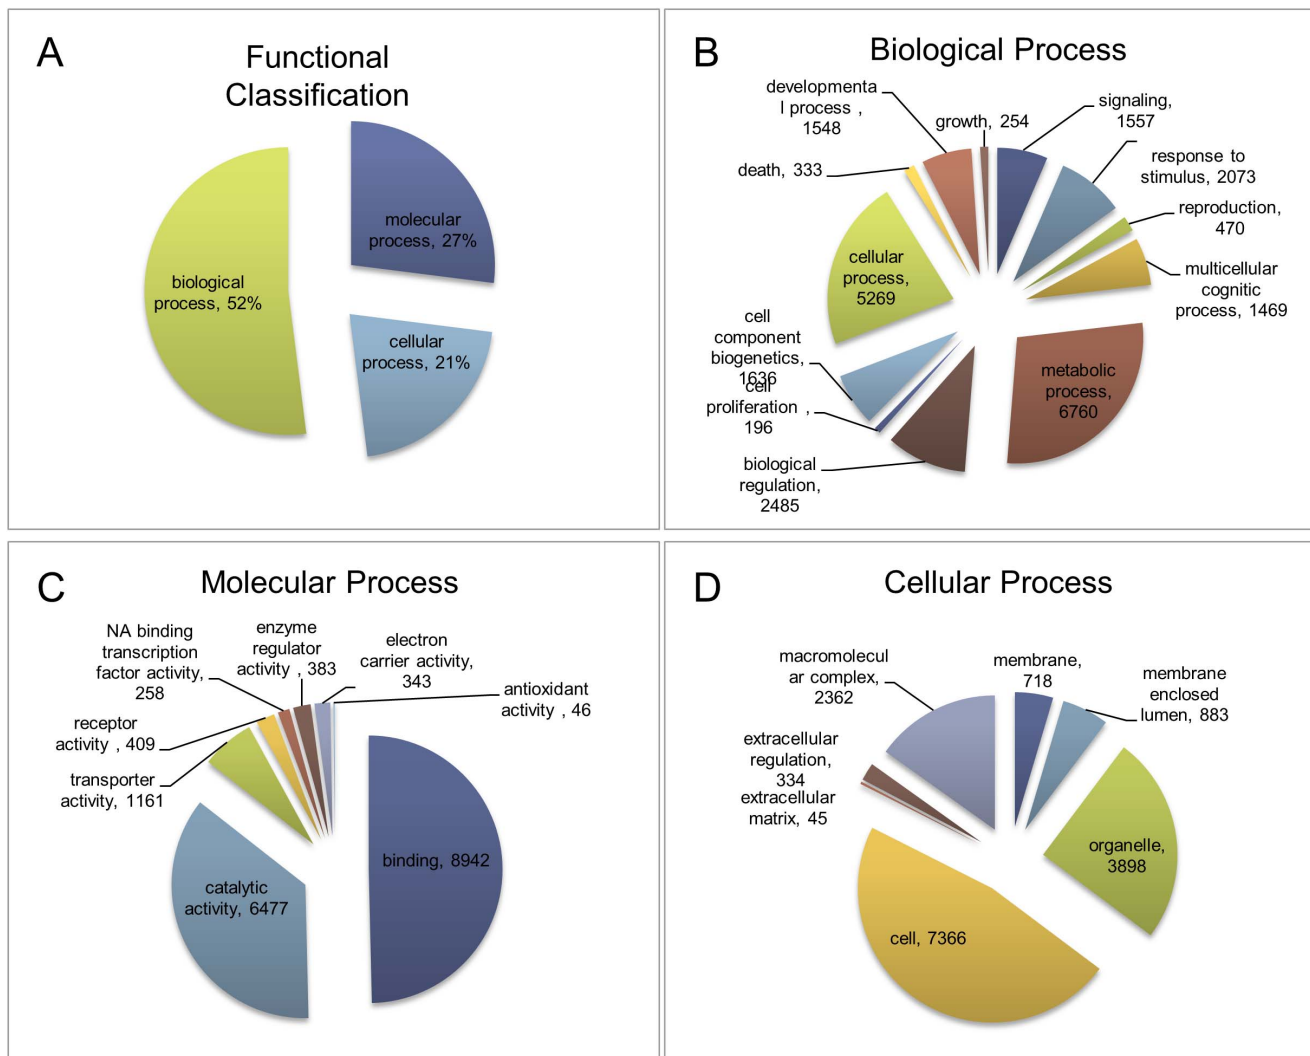 A
Functional
Classification
molecular
process, 27%
cellular
process, 21%
biological
process, 52%
B
Biological Process
signaling,
1557
response to
stimulus, 2073
reproduction,
470
multicellular
cognitic
process, 1469
metabolic
process,
6760
biological
regulation,
2485
cell
proliferation ,
196
cell
component
biogenetics,
1636
cellular
process,
5269
death, 333
developmenta
l process ,
1548
growth, 254
C
Molecular Process
binding, 8942
catalytic
activity, 6477
transporter
activity, 1161
receptor
activity , 409
NA binding
transcription
factor activity,
258
enzyme
regulator
activity , 383
electron
carrier activity,
343
antioxidant
activity , 46
D
Cellular Process
membrane,
718
membrane
enclosed
lumen, 883
organelle,
3898
cell, 7366
extracellular
matrix, 45
extracellular
regulation,
334
macromolecul
ar complex,
2362